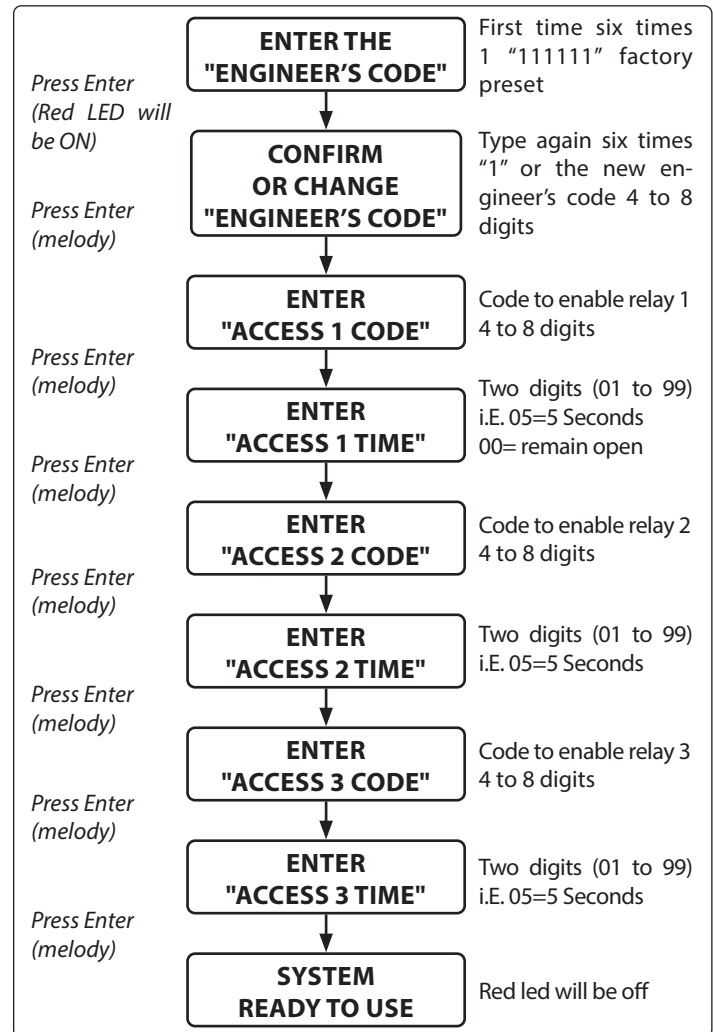 ENTER THE
"ENGINEER'S CODE"
First time six times
1 “111111” factory
preset
Press Enter
(Red LED will
be ON)
CONFIRM
OR CHANGE
"ENGINEER'S CODE"
Type again six times
“1” or the new en-
gineer’s code 4 to 8
digits
Press Enter
(melody)
ENTER
"ACCESS 1 CODE"
Code to enable relay 1
4 to 8 digits
Press Enter
(melody)
ENTER
"ACCESS 1 TIME"
Two digits (01 to 99)
i.E. 05=5 Seconds
00= remain open
Press Enter
(melody)
ENTER
"ACCESS 2 CODE"
Code to enable relay 2
4 to 8 digits
Press Enter
(melody)
ENTER
"ACCESS 2 TIME"
Two digits (01 to 99)
i.E. 05=5 Seconds
Press Enter
(melody)
ENTER
"ACCESS 3 CODE"
Code to enable relay 3
4 to 8 digits
Press Enter
(melody)
ENTER
"ACCESS 3 TIME"
Two digits (01 to 99)
i.E. 05=5 Seconds
Press Enter
(melody)
SYSTEM
READY TO USE
Red led will be off